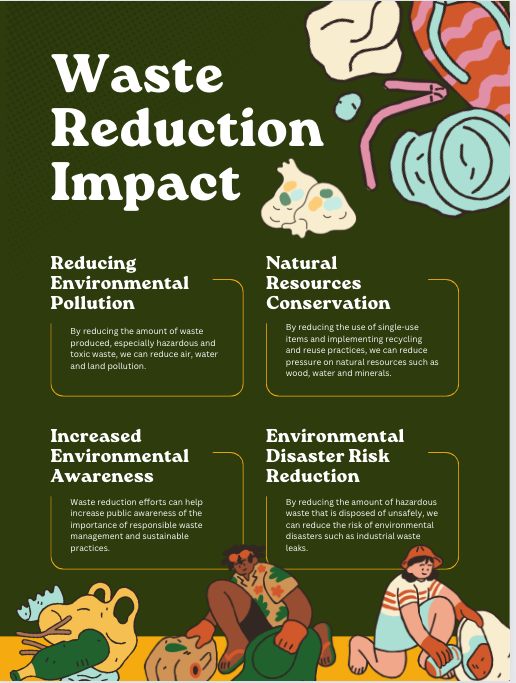 Waste
Reduction
Impact
Reducing
Environmental
Pollution
By reducing the amount of waste
produced, especially hazardous and
toxic waste, we can reduce air, water
and land pollution.
Natural
Resources
Conservation
By reducing the use of single-use
items and implementing recycling
and reuse practices, we can reduce
pressure on natural resources such as
wood, water and minerals.
Increased
Environmental
Awareness
Waste reduction efforts can help
increase public awareness of the
importance of responsible waste
management and sustainable
practices.
Environmental
Disaster Risk
Reduction
By reducing the amount of hazardous
waste that is disposed of unsafely, we
can reduce the risk of environmental
disasters such as industrial waste
leaks.